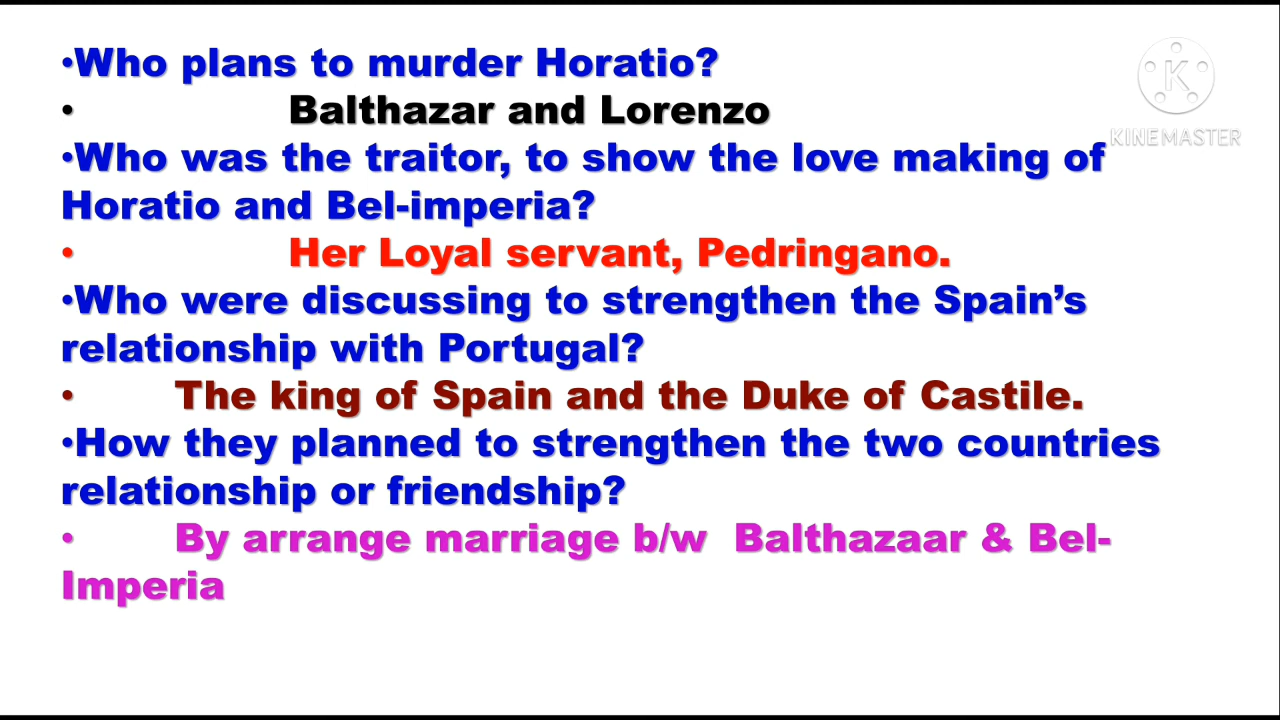 •Who plans to murder Horatio?
• Balthazar and Lorenzo
K
KINEMASTER
•Who was the traitor, to show the love making of
Horatio and Bel-imperia?
• Her Loyal servant, Pedringano.
•Who were discussing to strengthen the Spain’s
relationship with Portugal?
• The king of Spain and the Duke of Castile.
•How they planned to strengthen the two countries
relationship or friendship?
• By arrange marriage b/w Balthazaar & Bel-
Imperia